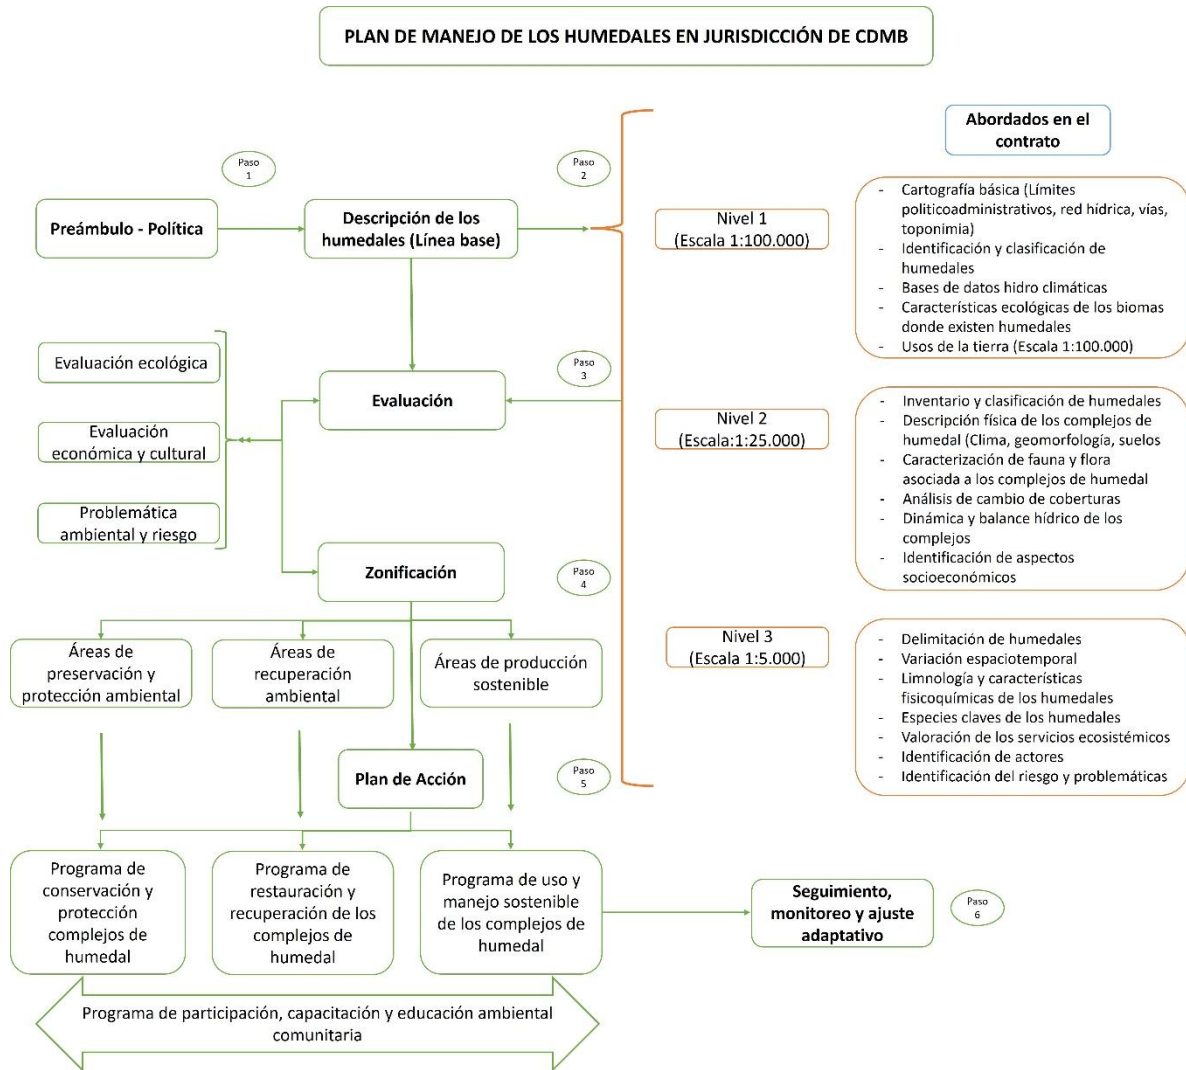 PLAN DE MANEJO DE LOS HUMEDALES EN JURISDICCIÓN DE CDMB
Abordados en el
contrato
Paso
1
Paso
2
Preámbulo - Política
Descripción de los
humedales (Línea base)
Nivel 1
(Escala 1:100.000)
- Cartografía básica (Límites
politicoadministrativos, red hídrica, vías,
toponimia)
- Identificación y clasificación de
humedales
- Bases de datos hidro climáticas
- Características ecológicas de los biomas
donde existen humedales
- Usos de la tierra (Escala 1:100.000)
Evaluación ecológica
Evaluación
económica y cultural
Problemática
ambiental y riesgo
Evaluación
Paso
3
Nivel 2
(Escala:1:25.000)
- Inventario y clasificación de humedales
- Descripción física de los complejos de
humedal (Clima, geomorfología, suelos
- Caracterización de fauna y flora
asociada a los complejos de humedal
- Análisis de cambio de coberturas
- Dinámica y balance hídrico de los
complejos
- Identificación de aspectos
socioeconómicos
Zonificación
Paso
4
Áreas de
preservación y
protección ambiental
Áreas de
recuperación
ambiental
Áreas de producción
sostenible
Nivel 3
(Escala 1:5.000)
- Delimitación de humedales
- Variación espaciotemporal
- Limnología y características
fisicoquímicas de los humedales
- Especies claves de los humedales
- Valoración de los servicios ecosistémicos
- Identificación de actores
- Identificación del riesgo y problemáticas
Plan de Acción
Paso
5
Programa de
conservación y
protección
complejos de
humedal
Programa de
restauración y
recuperación de los
complejos de
humedal
Programa de uso y
manejo sostenible
de los complejos de
humedal
Seguimiento,
monitoreo y ajuste
adaptativo
Paso
6
Programa de participación, capacitación y educación ambiental
comunitaria